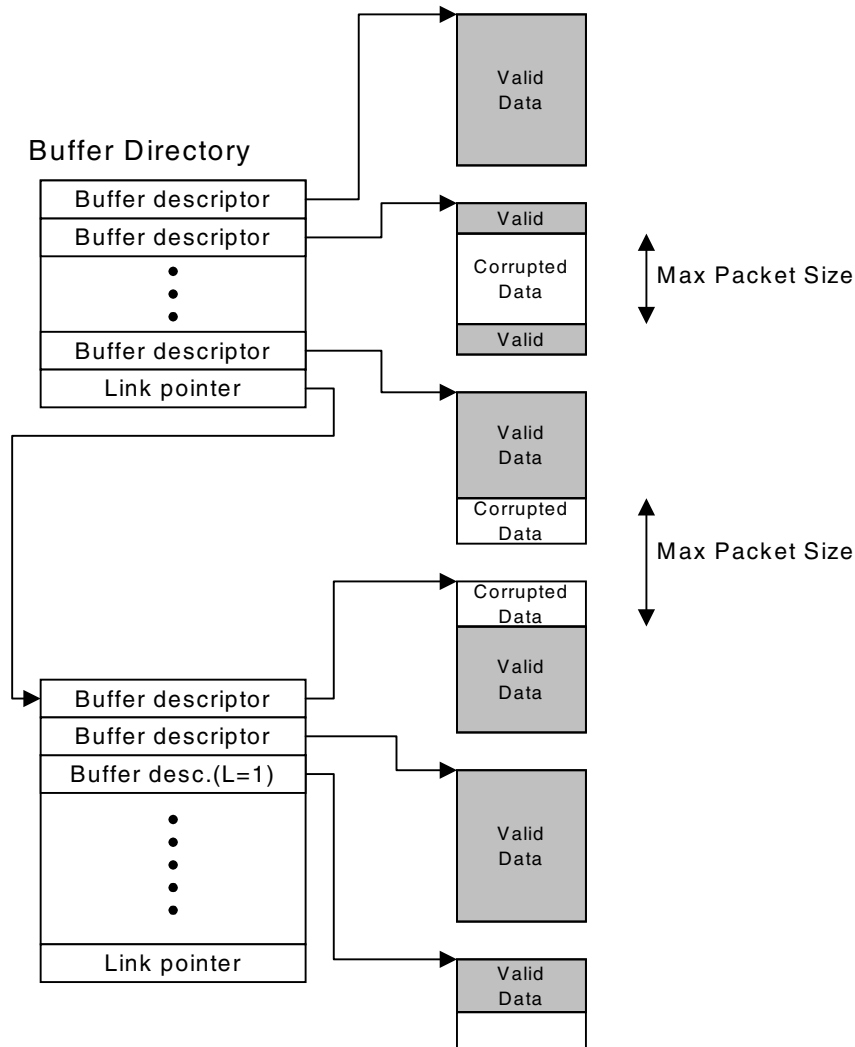 Valid
Data
Buffer Directory
Buffer descriptor
Buffer descriptor
Buffer descriptor
Link pointer
Valid
Corrupted
Data
Valid
Max Packet Size
Valid
Data
Corrupted
Data
Max Packet Size
Corrupted
Data
Valid
Data
Buffer descriptor
Buffer descriptor
Buffer desc.(L=1)
Link pointer
Valid
Data
Valid
Data